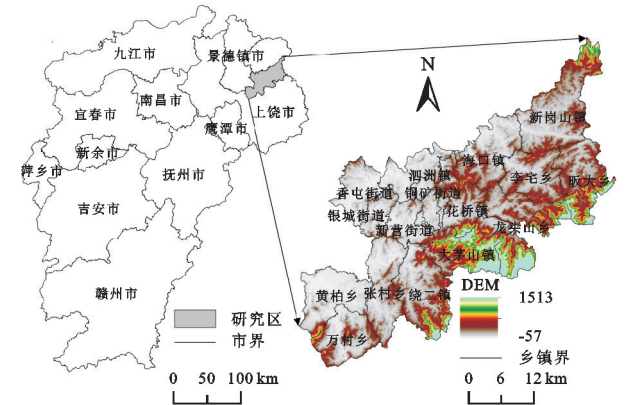 九江市
景德镇市
南昌市
宜春市
上饶市
鹰潭市
新余市
萍乡市
抚州市
吉安市
赣州市
研究区
市界
0 50 100 km
N
新岗山镇
海口镇
泗洲镇
李宅乡
昄大乡
香屯街道
铜矿街道
银城街道
花桥镇
新营街道
龙头山乡
大茅山镇
黄柏乡
张村乡
绕二镇
万村乡
DEM
1513
-57
乡镇界
0 6 12 km